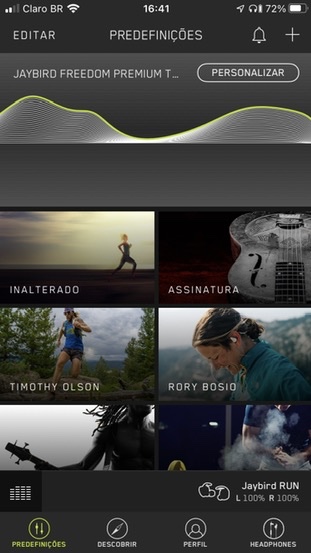 Claro BR 16:41 72%
EDITAR PREDEFINIÇÕES
JAYBIRD FREEDOM PREMIUM T... PERSONALIZAR
INALTERADO ASSINATURA
TIMOTHY OLSON RORY BOSIO
Jaybird RUN
L 100% R 100%
PREDEFINIÇÕES DESCOBRIR PERFIL HEADPHONES